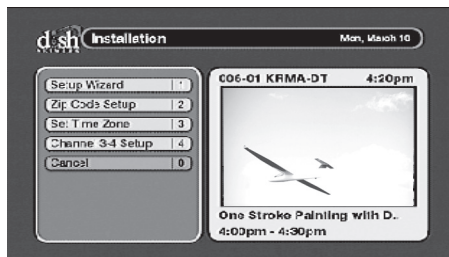 dish
NETWORK
Installation
Mon, March 10
Setup Wizard 1
Zip Code Setup 2
Set Time Zone 3
Channel 3-4 Setup 4
Cancel 0
006-01 KRMA-DT 4:20pm
One Stroke Painting with D..
4:00pm - 4:30pm